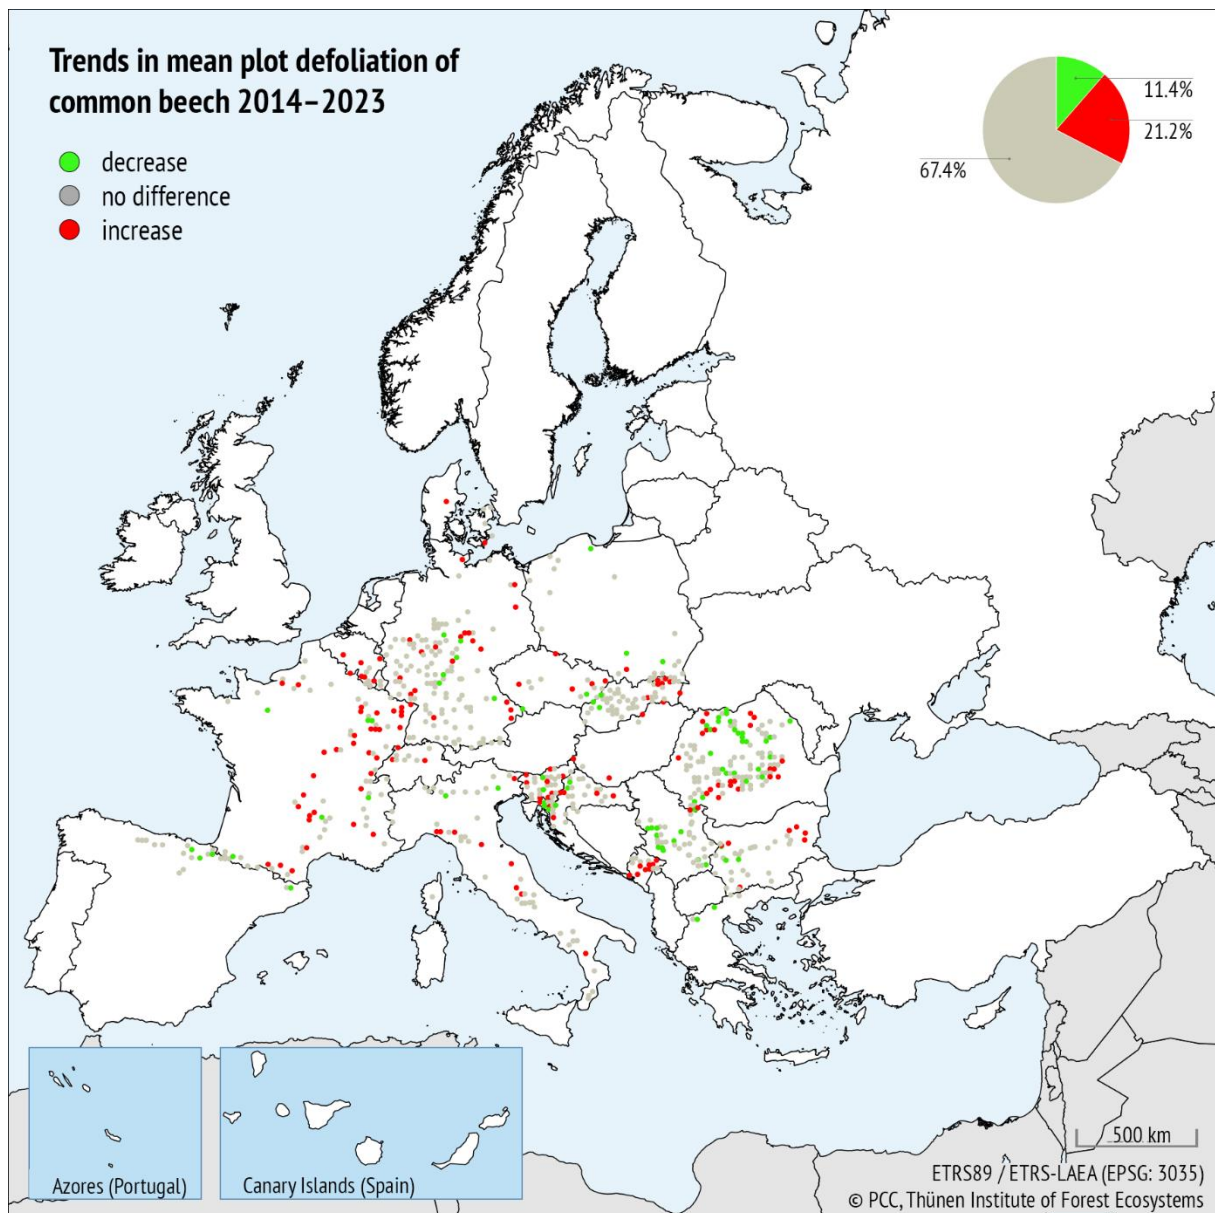 Trends in mean plot defoliation of
common beech 2014–2023
decrease
no difference
increase
11.4%
21.2%
67.4%
Azores (Portugal)
Canary Islands (Spain)
500 km
ETRS89 / ETRS-LAEA (EPSG: 3035)
© PCC, Thünen Institute of Forest Ecosystems